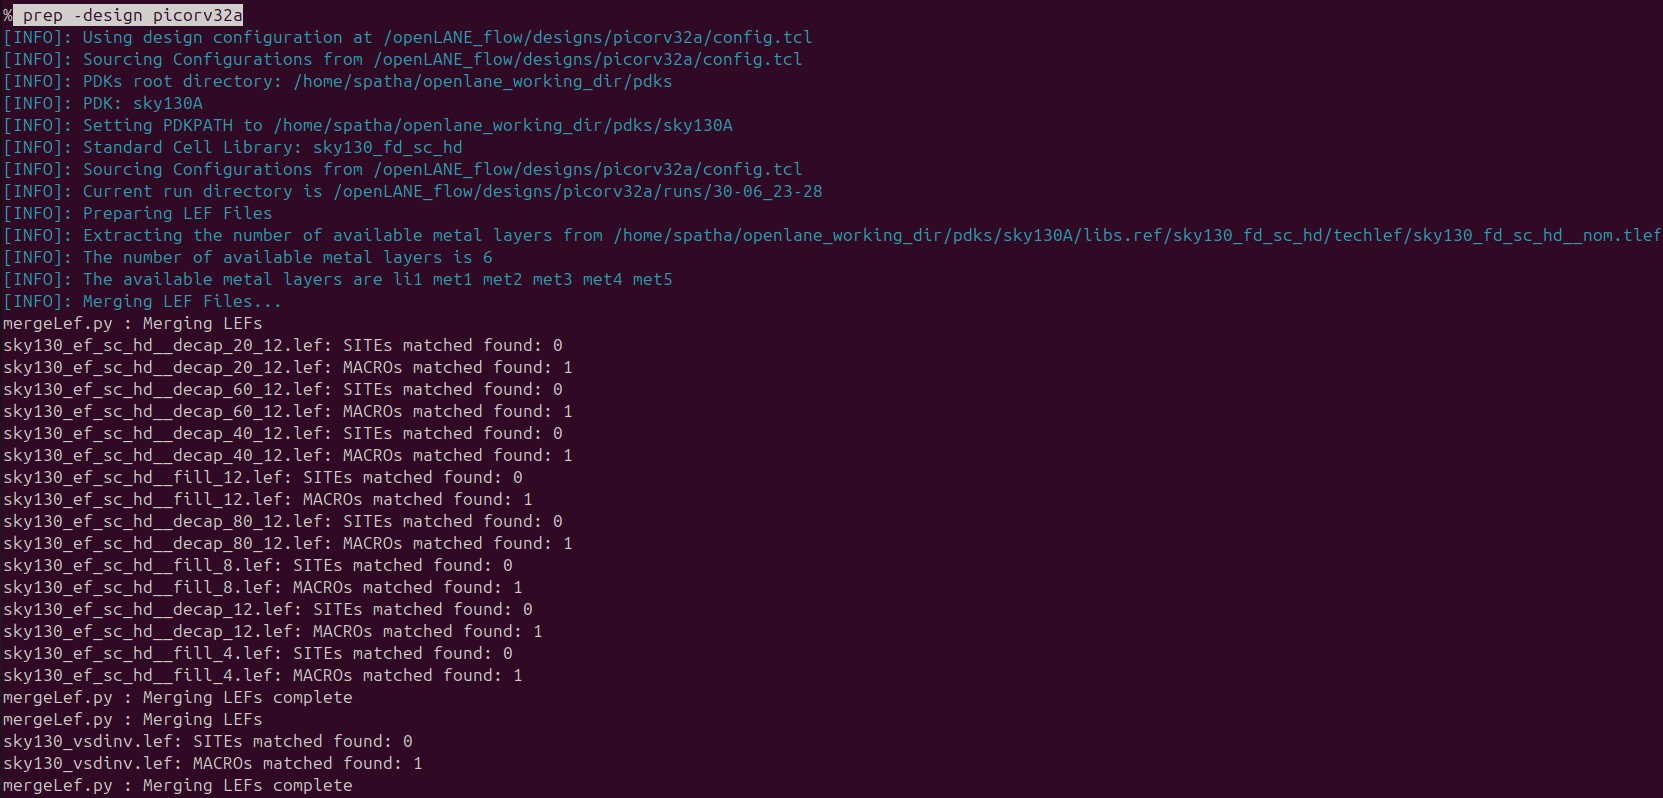 % prep -design picorv32a
[INFO]: Using design configuration at /openLANE_flow/designs/picorv32a/config.tcl
[INFO]: Sourcing Configurations from /openLANE_flow/designs/picorv32a/config.tcl
[INFO]: PDKs root directory: /home/spatha/openlane_working_dir/pdks
[INFO]: PDK: sky130A
[INFO]: Setting PDKPATH to /home/spatha/openlane_working_dir/pdks/sky130A
[INFO]: Standard Cell Library: sky130_fd_sc_hd
[INFO]: Sourcing Configurations from /openLANE_flow/designs/picorv32a/config.tcl
[INFO]: Current run directory is /openLANE_flow/designs/picorv32a/runs/30-06_23-28
[INFO]: Preparing LEF Files
[INFO]: Extracting the number of available metal layers from /home/spatha/openlane_working_dir/pdks/sky130A/libs.ref/sky130_fd_sc_hd/techlef/sky130_fd_sc_hd__nom.tlef
[INFO]: The number of available metal layers is 6
[INFO]: The available metal layers are li1 met1 met2 met3 met4 met5
[INFO]: Merging LEF Files...
mergeLef.py : Merging LEFs
sky130_ef_sc_hd__decap_20_12.lef: SITEs matched found: 0
sky130_ef_sc_hd__decap_20_12.lef: MACROs matched found: 1
sky130_ef_sc_hd__decap_60_12.lef: SITEs matched found: 0
sky130_ef_sc_hd__decap_60_12.lef: MACROs matched found: 1
sky130_ef_sc_hd__decap_40_12.lef: SITEs matched found: 0
sky130_ef_sc_hd__decap_40_12.lef: MACROs matched found: 1
sky130_ef_sc_hd__fill_12.lef: SITEs matched found: 0
sky130_ef_sc_hd__fill_12.lef: MACROs matched found: 1
sky130_ef_sc_hd__decap_80_12.lef: SITEs matched found: 0
sky130_ef_sc_hd__decap_80_12.lef: MACROs matched found: 1
sky130_ef_sc_hd__fill_8.lef: SITEs matched found: 0
sky130_ef_sc_hd__fill_8.lef: MACROs matched found: 1
sky130_ef_sc_hd__decap_12.lef: SITEs matched found: 0
sky130_ef_sc_hd__decap_12.lef: MACROs matched found: 1
sky130_ef_sc_hd__fill_4.lef: SITEs matched found: 0
sky130_ef_sc_hd__fill_4.lef: MACROs matched found: 1
mergeLef.py : Merging LEFs complete
mergeLef.py : Merging LEFs
sky130_vsdinv.lef: SITEs matched found: 0
sky130_vsdinv.lef: MACROs matched found: 1
mergeLef.py : Merging LEFs complete